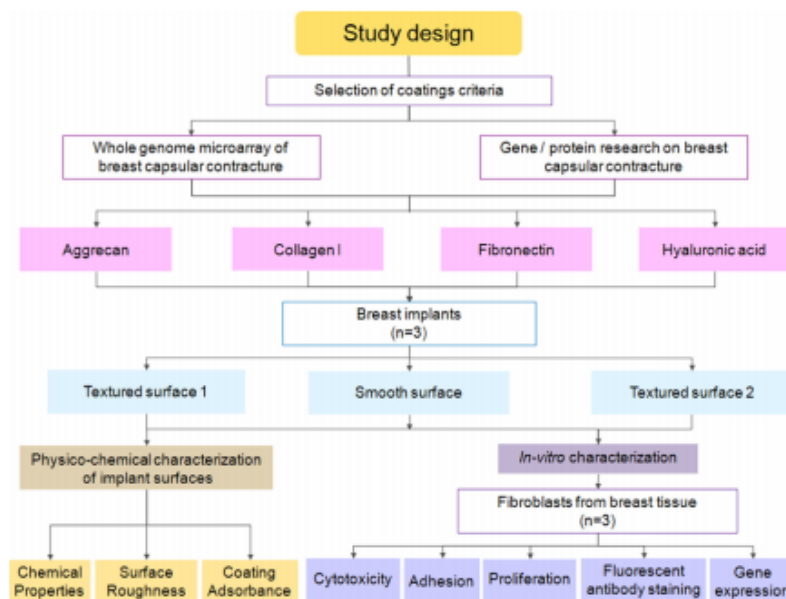 Study design
Selection of coatings criteria
Whole genome microarray of
breast capsular contracture
Gene / protein research on breast
capsular contracture
Aggrecan
Collagen I
Fibronectin
Hyaluronic acid
Breast implants
(n=3)
Textured surface 1
Smooth surface
Textured surface 2
Physico-chemical characterization
of implant surfaces
In-vitro characterization
Fibroblasts from breast tissue
(n=3)
Chemical
Properties
Surface
Roughness
Coating
Adsorbance
Cytotoxicity
Adhesion
Proliferation
Fluorescent
antibody staining
Gene
expression